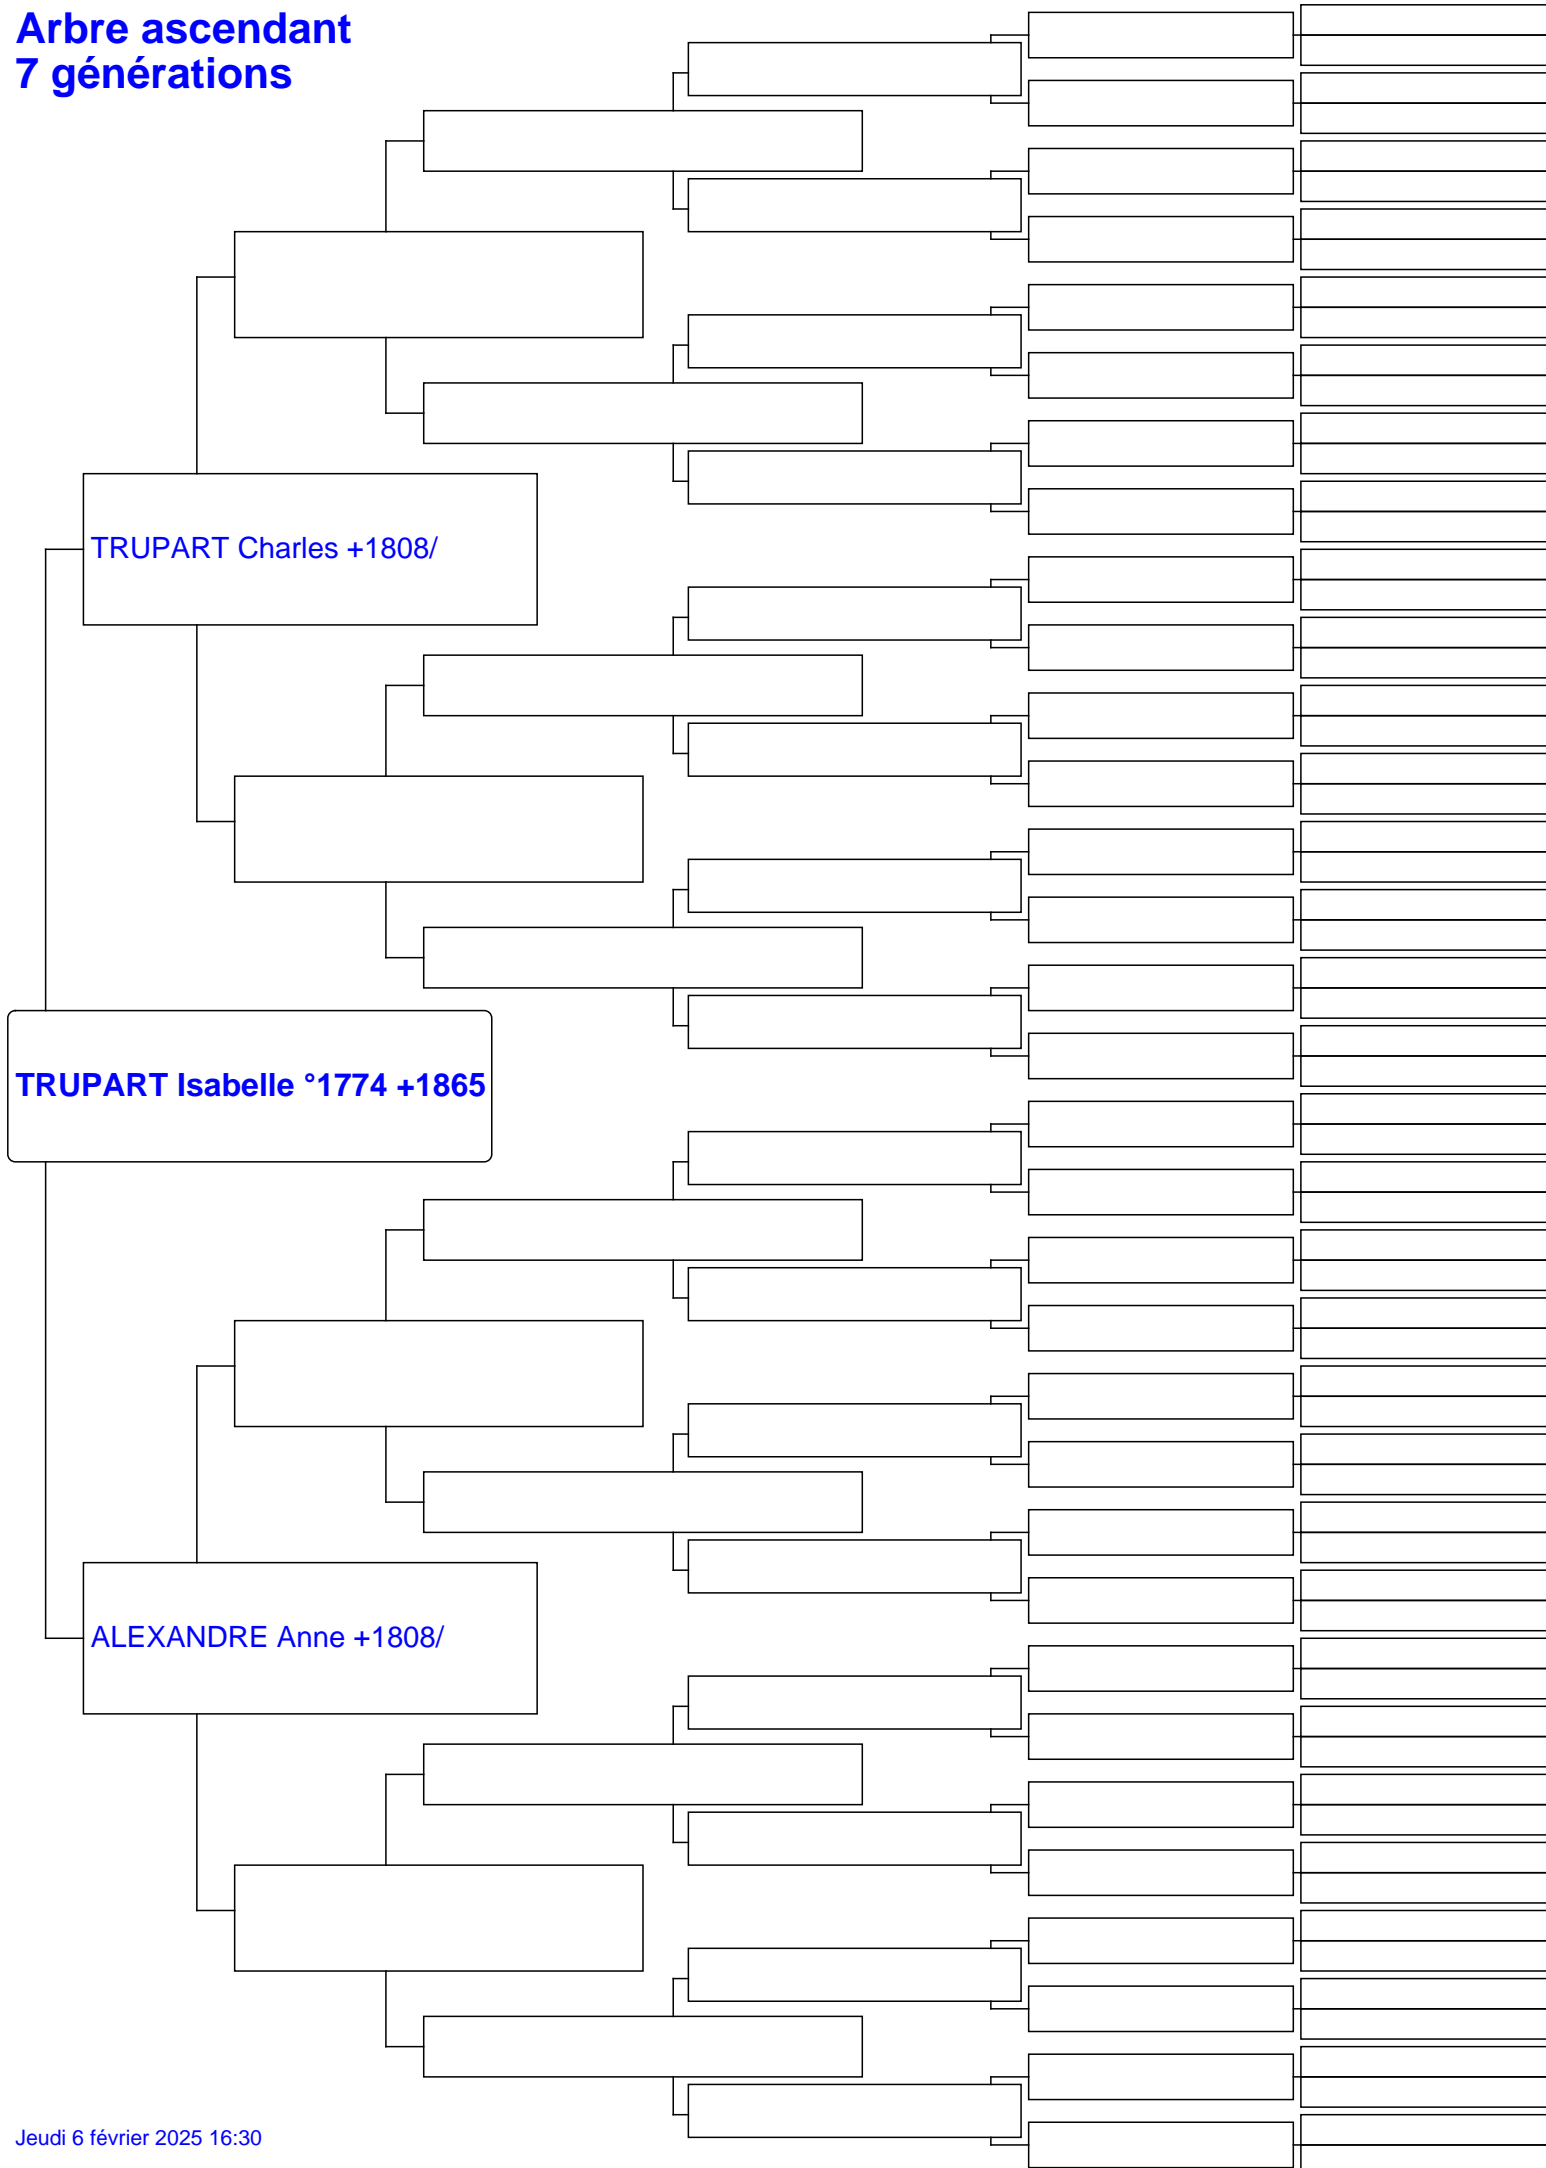 Arbre ascendant
7 générations
TRUPART Charles +1808/
TRUPART Isabelle °1774 +1865
ALEXANDRE Anne +1808/
Jeudi 6 février 2025 16:30